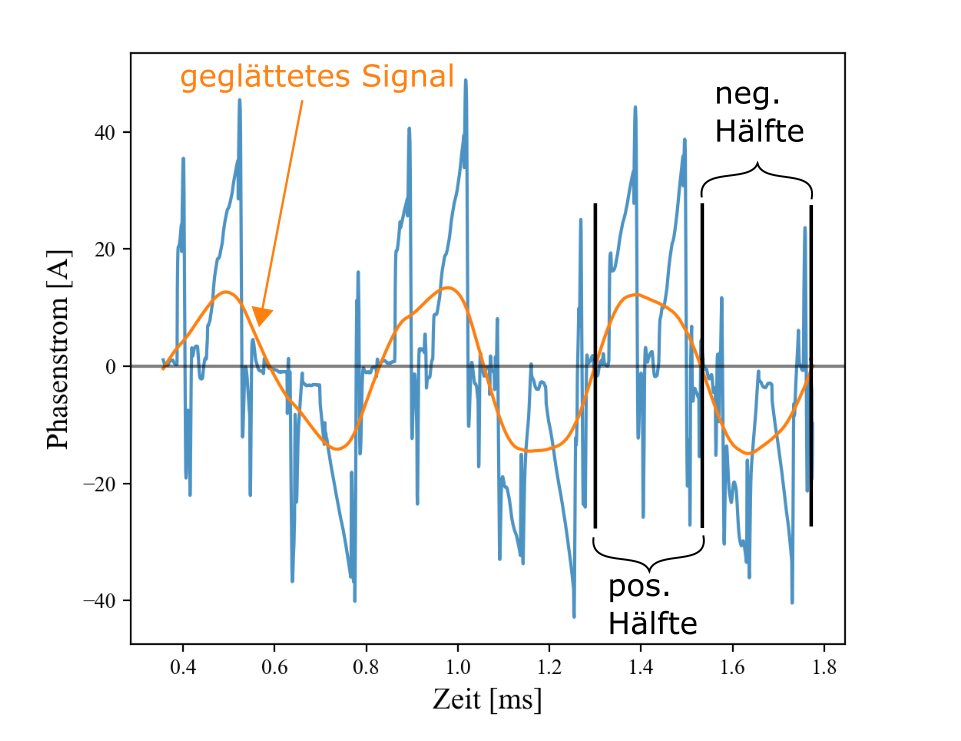 geglättetes Signal
neg.
Hälfte
40
20
0
−20
−40
Phasenstrom [A]
pos.
Hälfte
0.4 0.6 0.8 1.0 1.2 1.4 1.6 1.8
Zeit [ms]